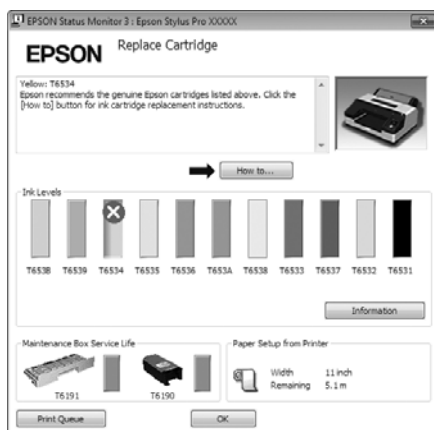 EPSON Status Monitor 3 : Epson Stylus Pro XXXXX
EPSON
Replace Cartridge
Yellow: T6534
Epson recommends the genuine Epson cartridges listed above. Click the
[How to] button for ink cartridge replacement instructions.
How to...
Ink Levels
T653B T6539 T6534 T6535 T6536 T653A T6538 T6533 T6537 T6532 T6531
Information
Maintenance Box Service Life
T6191 T6190
Paper Setup from Printer
Width 11 inch
Remaining 5.1 m
Print Queue OK